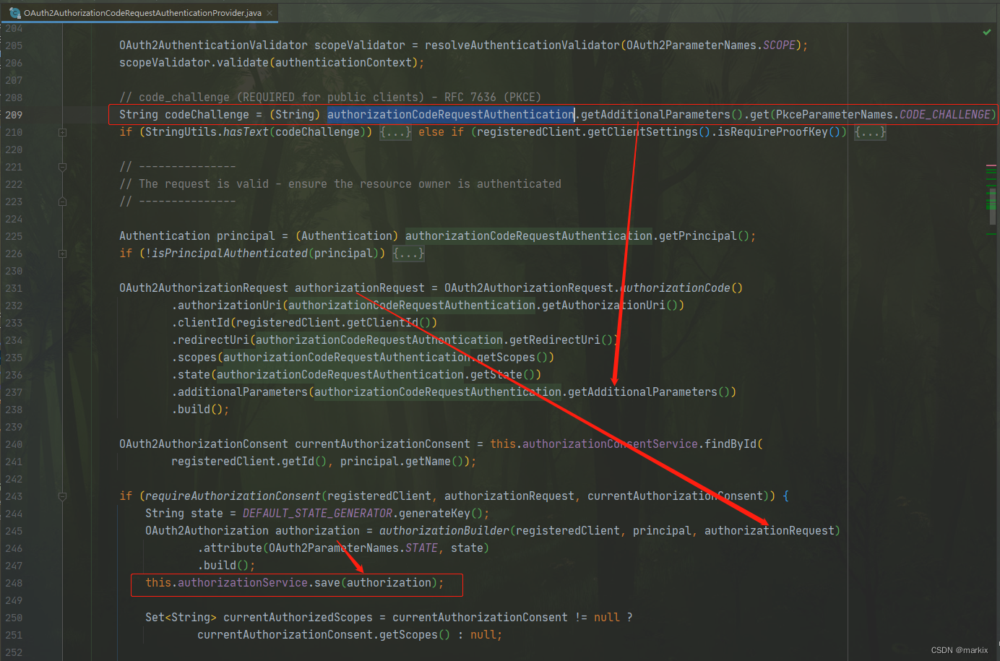 OAuth2AuthorizationCodeRequestAuthenticationProvider.java
204
205 OAuth2AuthenticationValidator scopeValidator = resolveAuthenticationValidator(OAuth2ParameterNames.SCOPE);
206 scopeValidator.validate(authenticationContext);
207
208 // code_challenge (REQUIRED for public clients) - RFC 7636 (PKCE)
209 String codeChallenge = (String) authorizationCodeRequestAuthentication.getAdditionalParameters().get(PkceParameterNames.CODE_CHALLENGE)
210 if (StringUtils.hasText(codeChallenge)) {...} else if (registeredClient.getClientSettings().isRequireProofKey()) {...}
220
221 // ---------------
222 // The request is valid - ensure the resource owner is authenticated
223 // ---------------
224
225 Authentication principal = (Authentication) authorizationCodeRequestAuthentication.getPrincipal();
226 if (!isPrincipalAuthenticated(principal)) {...}
230
231 OAuth2AuthorizationRequest authorizationRequest = OAuth2AuthorizationRequest.authorizationCode()
232 .authorizationUri(authorizationCodeRequestAuthentication.getAuthorizationUri())
233 .clientId(registeredClient.getClientId())
234 .redirectUri(authorizationCodeRequestAuthentication.getRedirectUri())
235 .scopes(authorizationCodeRequestAuthentication.getScopes())
236 .state(authorizationCodeRequestAuthentication.getState())
237 .additionalParameters(authorizationCodeRequestAuthentication.getAdditionalParameters())
238 .build();
239
240 OAuth2AuthorizationConsent currentAuthorizationConsent = this.authorizationConsentService.findById(
241 registeredClient.getId(), principal.getName());
242
243 if (requireAuthorizationConsent(registeredClient, authorizationRequest, currentAuthorizationConsent)) {
244 String state = DEFAULT_STATE_GENERATOR.generateKey();
245 OAuth2Authorization authorization = authorizationBuilder(registeredClient, principal, authorizationRequest)
246 .attribute(OAuth2ParameterNames.STATE, state)
247 .build();
248 this.authorizationService.save(authorization);
249
250 Set<String> currentAuthorizedScopes = currentAuthorizationConsent != null ?
251 currentAuthorizationConsent.getScopes() : null;
252
CSDN @markix